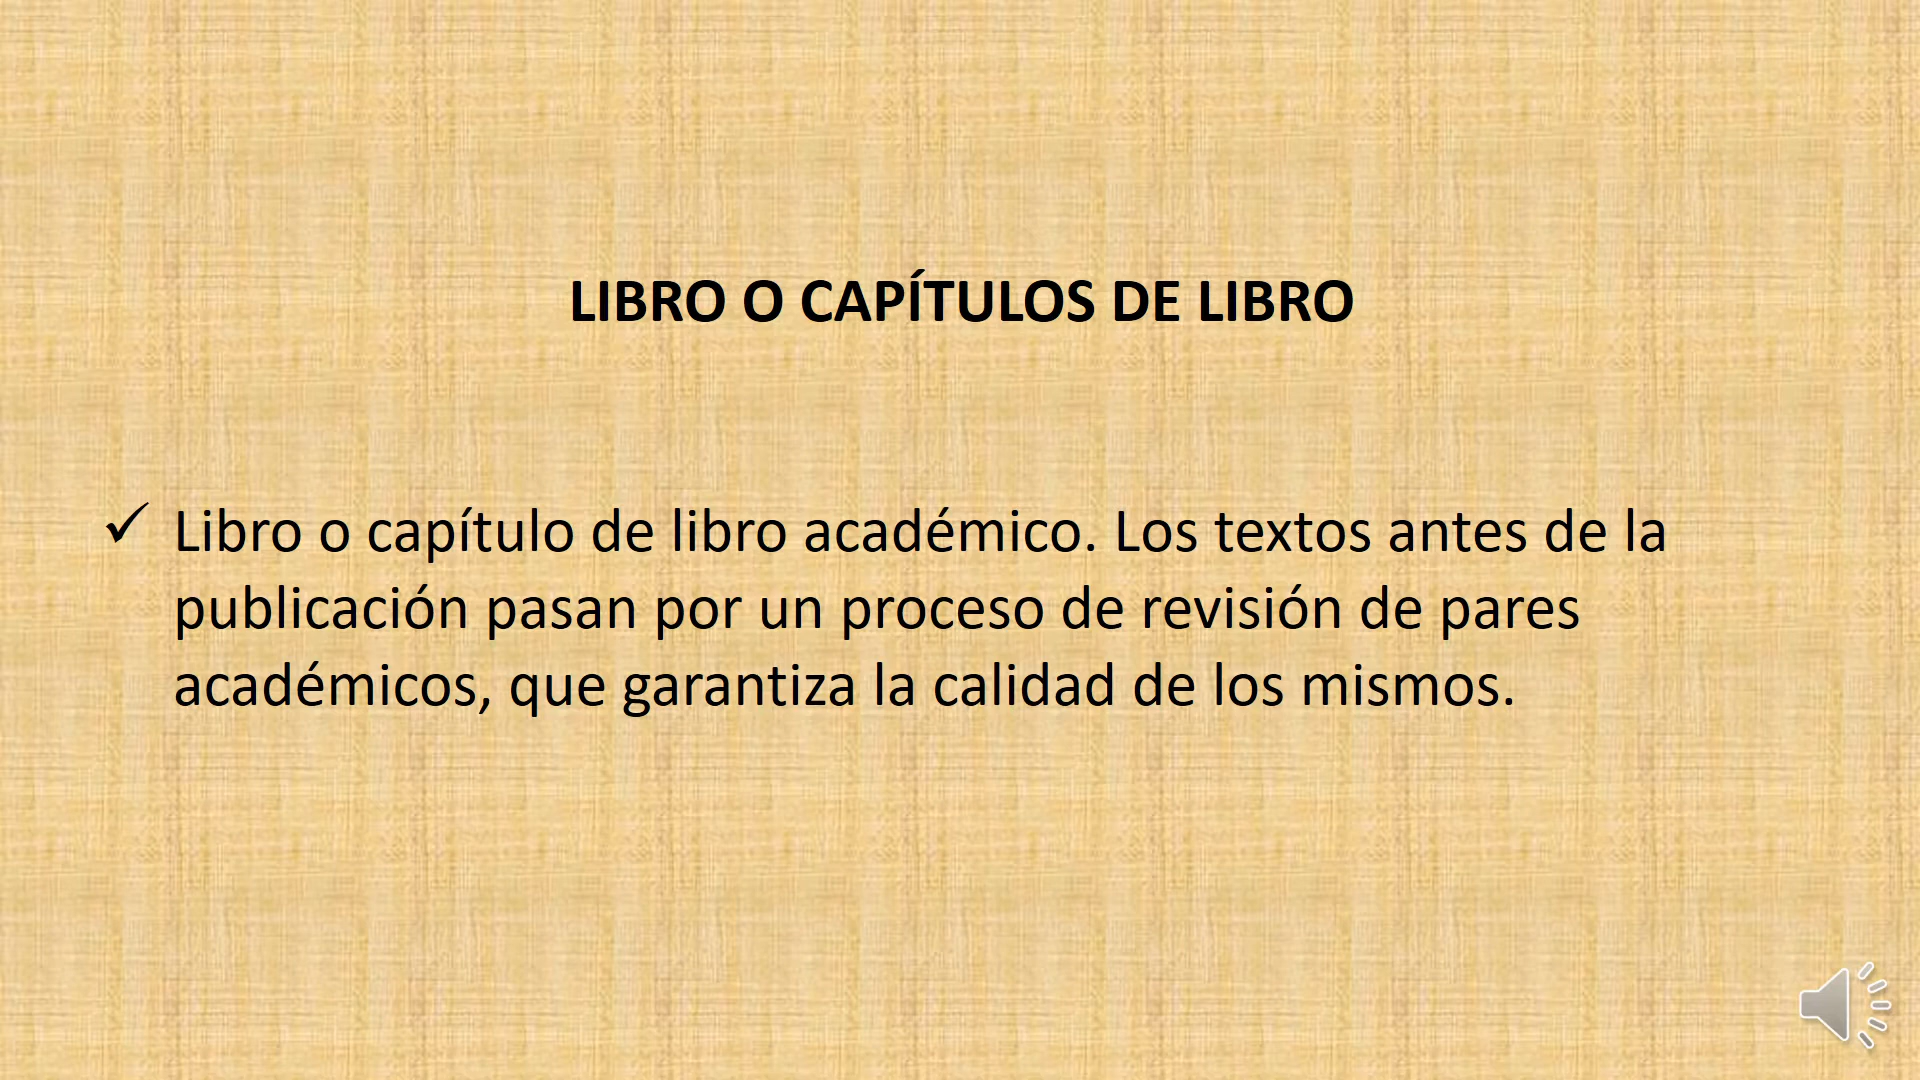 LIBRO O CAPÍTULOS DE LIBRO
✓ Libro o capítulo de libro académico. Los textos antes de la
publicación pasan por un proceso de revisión de pares
académicos, que garantiza la calidad de los mismos.